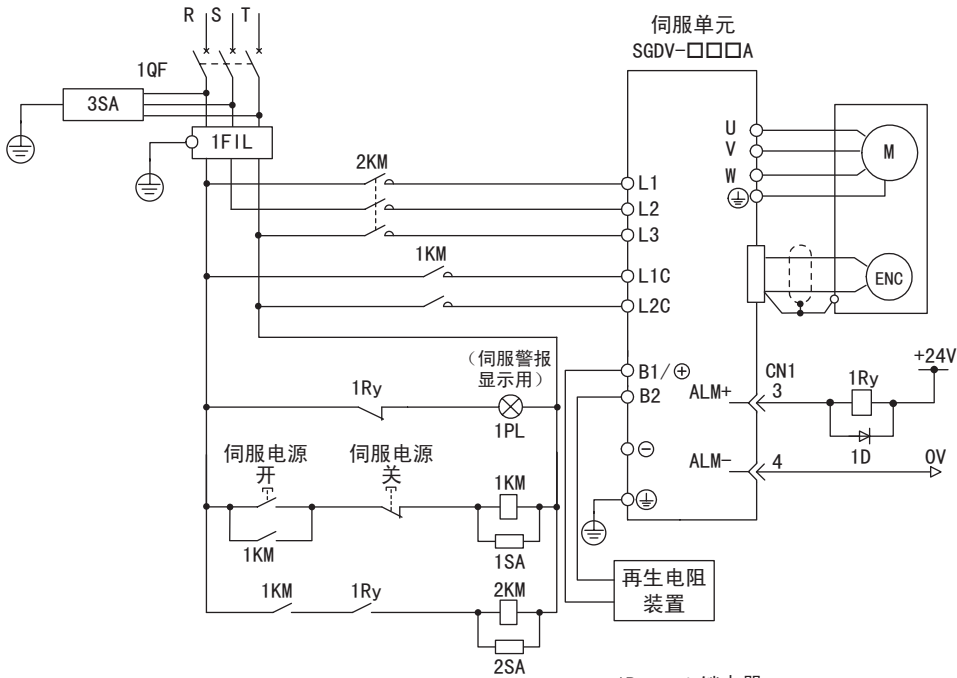 R S T
伺服单元
SGDV-□□□A
1QF
3SA
1FIL
U
V
W
M
2KM
L1
L2
L3
1KM
L1C
L2C
ENC
（伺服警报
显示用）
1Ry
1PL
B1/⊕
B2
CN1
+24V
ALM+
3
1Ry
1D
⊖
ALM-
4
0V
伺服电源
开
伺服电源
关
1KM
1KM
1SA
1KM
1Ry
2KM
2SA
再生电阻
装置